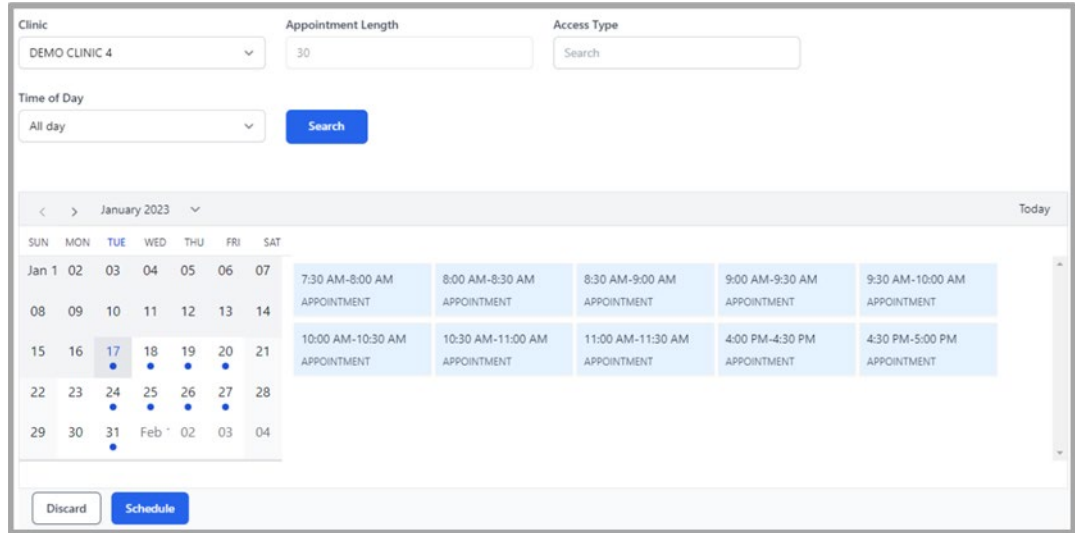 Clinic Appointment Length Access Type
DEMO CLINIC 4 30 Search
Time of Day
All day Search
January 2023 Today
SUN MON TUE WED THU FRI SAT
Jan 1 02 03 04 05 06 07
7:30 AM-8:00 AM 8:00 AM-8:30 AM 8:30 AM-9:00 AM 9:00 AM-9:30 AM 9:30 AM-10:00 AM
APPOINTMENT APPOINTMENT APPOINTMENT APPOINTMENT APPOINTMENT
08 09 10 11 12 13 14
10:00 AM-10:30 AM 10:30 AM-11:00 AM 11:00 AM-11:30 AM 4:00 PM-4:30 PM 4:30 PM-5:00 PM
15 16 17 18 19 20 21
APPOINTMENT APPOINTMENT APPOINTMENT APPOINTMENT APPOINTMENT
22 23 24 25 26 27 28
29 30 31 Feb 02 03 04
Discard Schedule